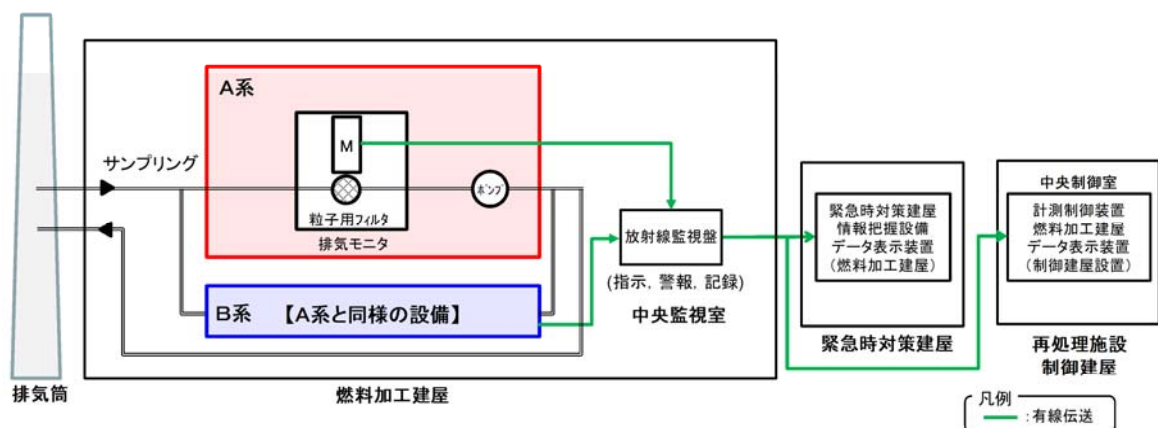 A系
M
サンプリング
ポンプ
粒子用フィルタ
排気モニタ
放射線監視盤
(指示，警報，記録)
中央監視室
B系 【A系と同様の設備】
排気筒
燃料加工建屋
緊急時対策建屋
情報把握設備
データ表示装置
(燃料加工建屋)
緊急時対策建屋
中央制御室
計測制御装置
燃料加工建屋
データ表示装置
(制御建屋設置)
再処理施設
制御建屋
凡例
:有線伝送